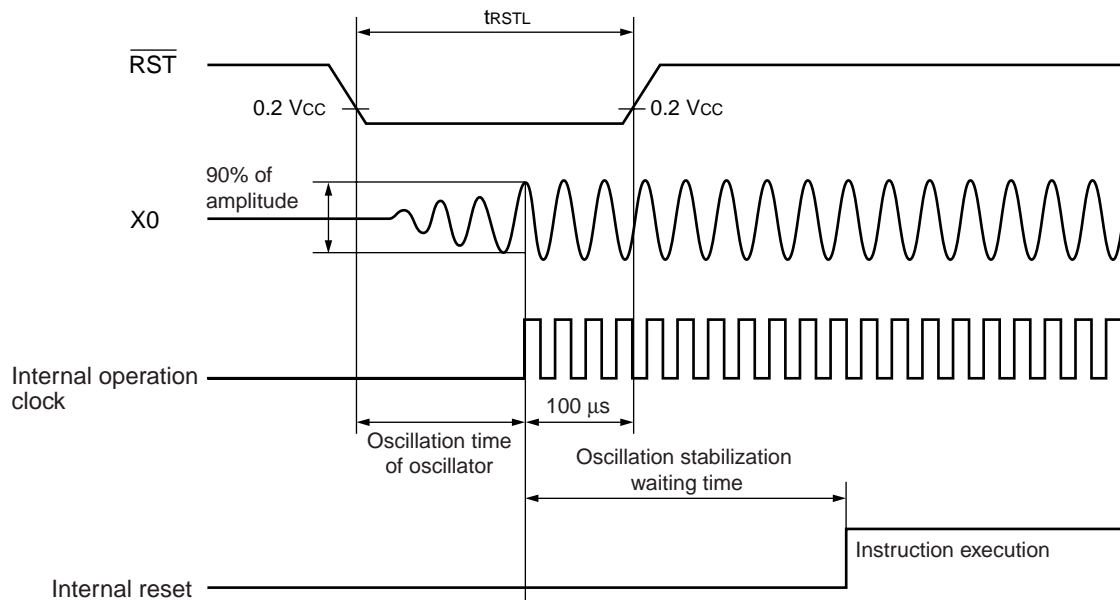 tRSTL
RST
0.2 VCC
0.2 VCC
90% of
amplitude
X0
Internal operation
clock
100 μs
Oscillation time
of oscillator
Oscillation stabilization
waiting time
Instruction execution
Internal reset